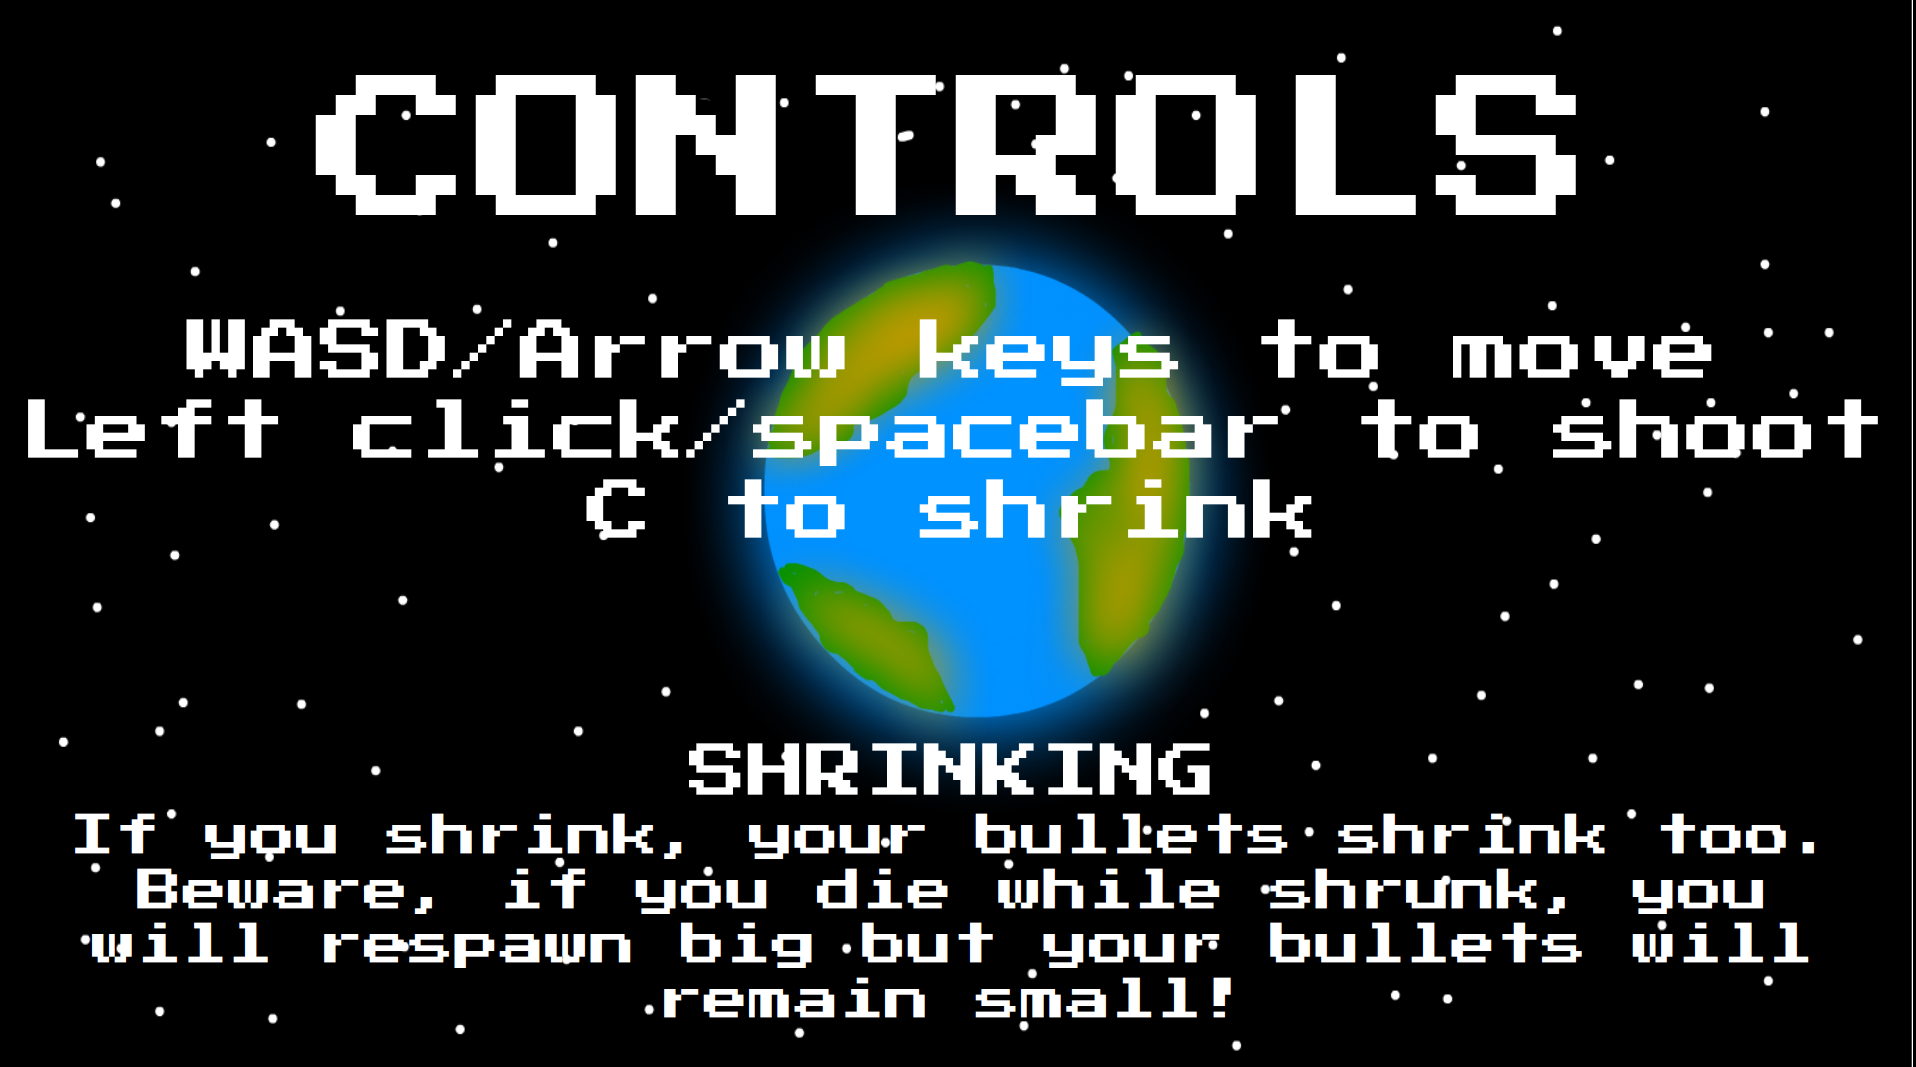 CONTROLS
WASD/Arrow keys to move
Left click/spacebar to shoot
C to shrink
SHRINKING
If you shrink, your bullets shrink too.
Beware, if you die while shrunk, you
will respawn big but your bullets will
remain small!